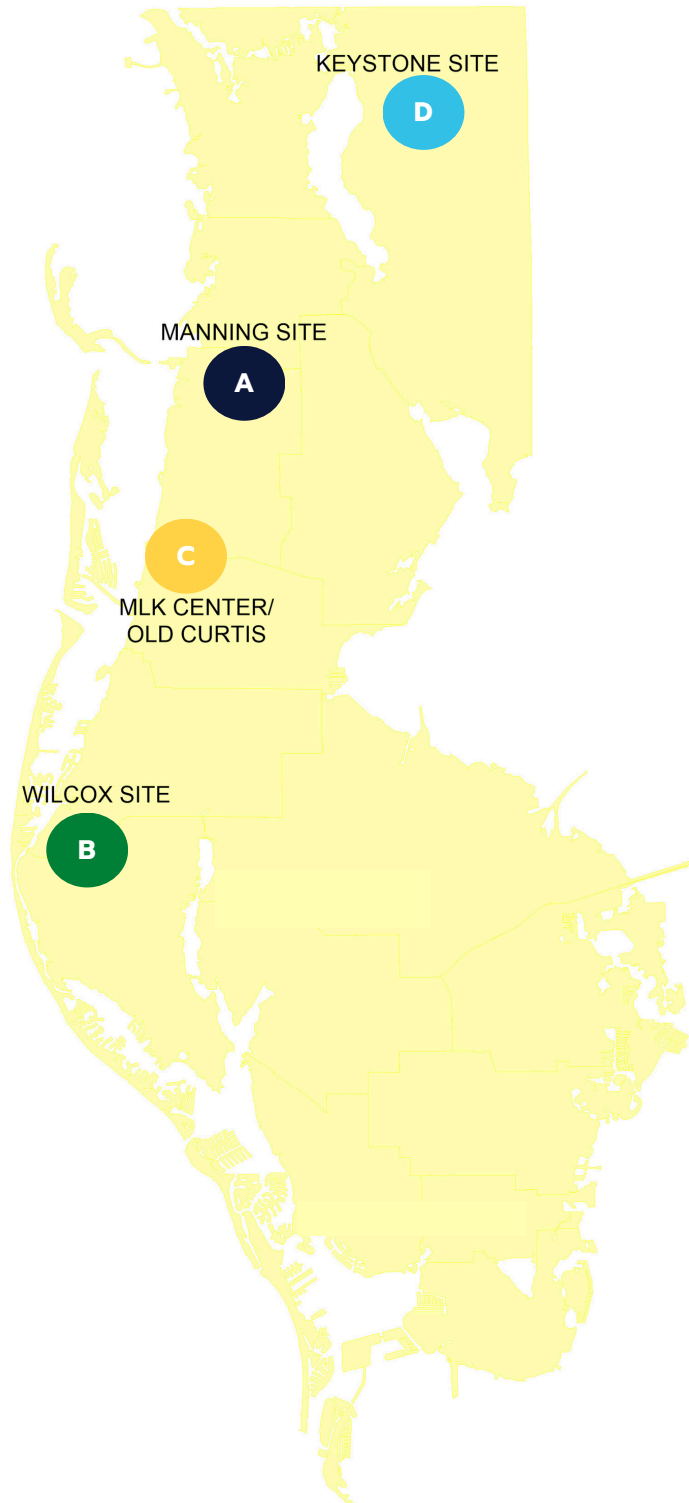 KEYSTONE SITE
D
MANNING SITE
A
C
MLK CENTER/
OLD CURTIS
WILCOX SITE
B